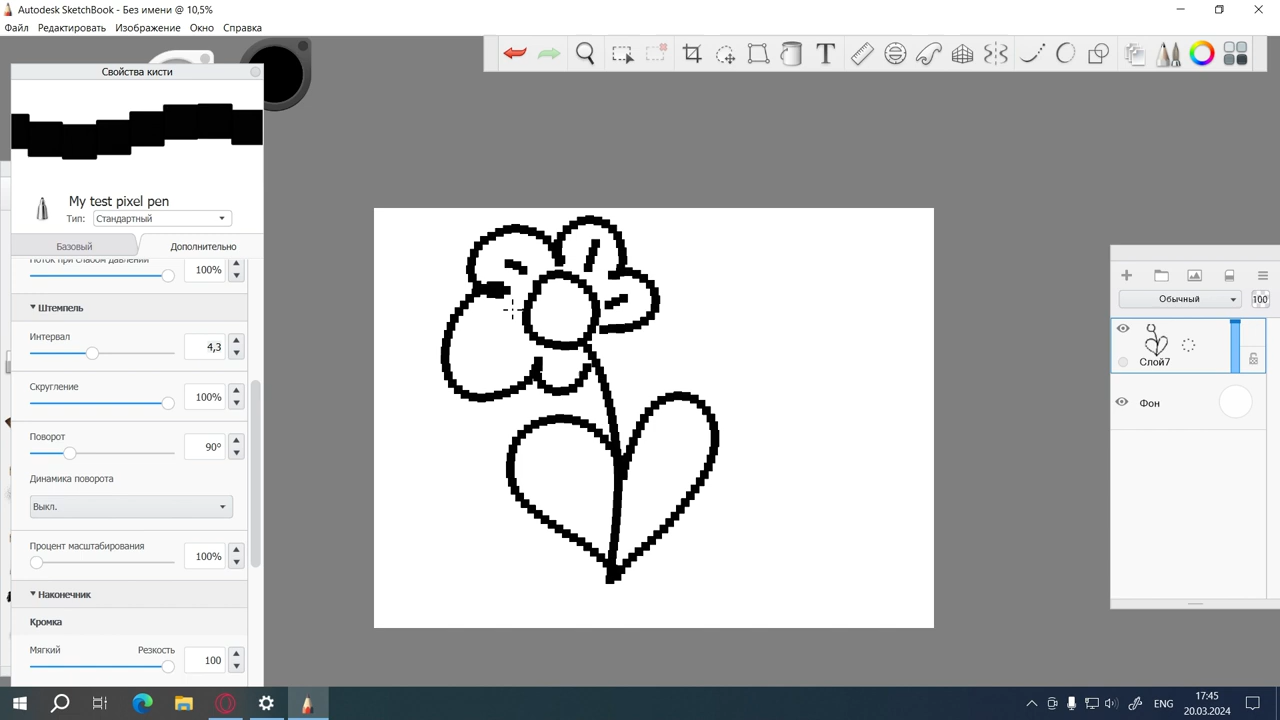 Autodesk SketchBook - Без имени @ 10,5%
Файл Редактировать Изображение Окно Справка
Свойства кисти
My test pixel pen
Тип: Стандартный
Базовый Дополнительно
Поток при слабом давлении 100%
Штемпель
Интервал
4,3
Скругление
100%
Поворот
90º
Динамика поворота
Выкл.
Процент масштабирования
100%
Наконечник
Кромка
Мягкий Резкость 100
Обычный 100
Слой7
Фон
T
ENG
17:45
20.03.2024